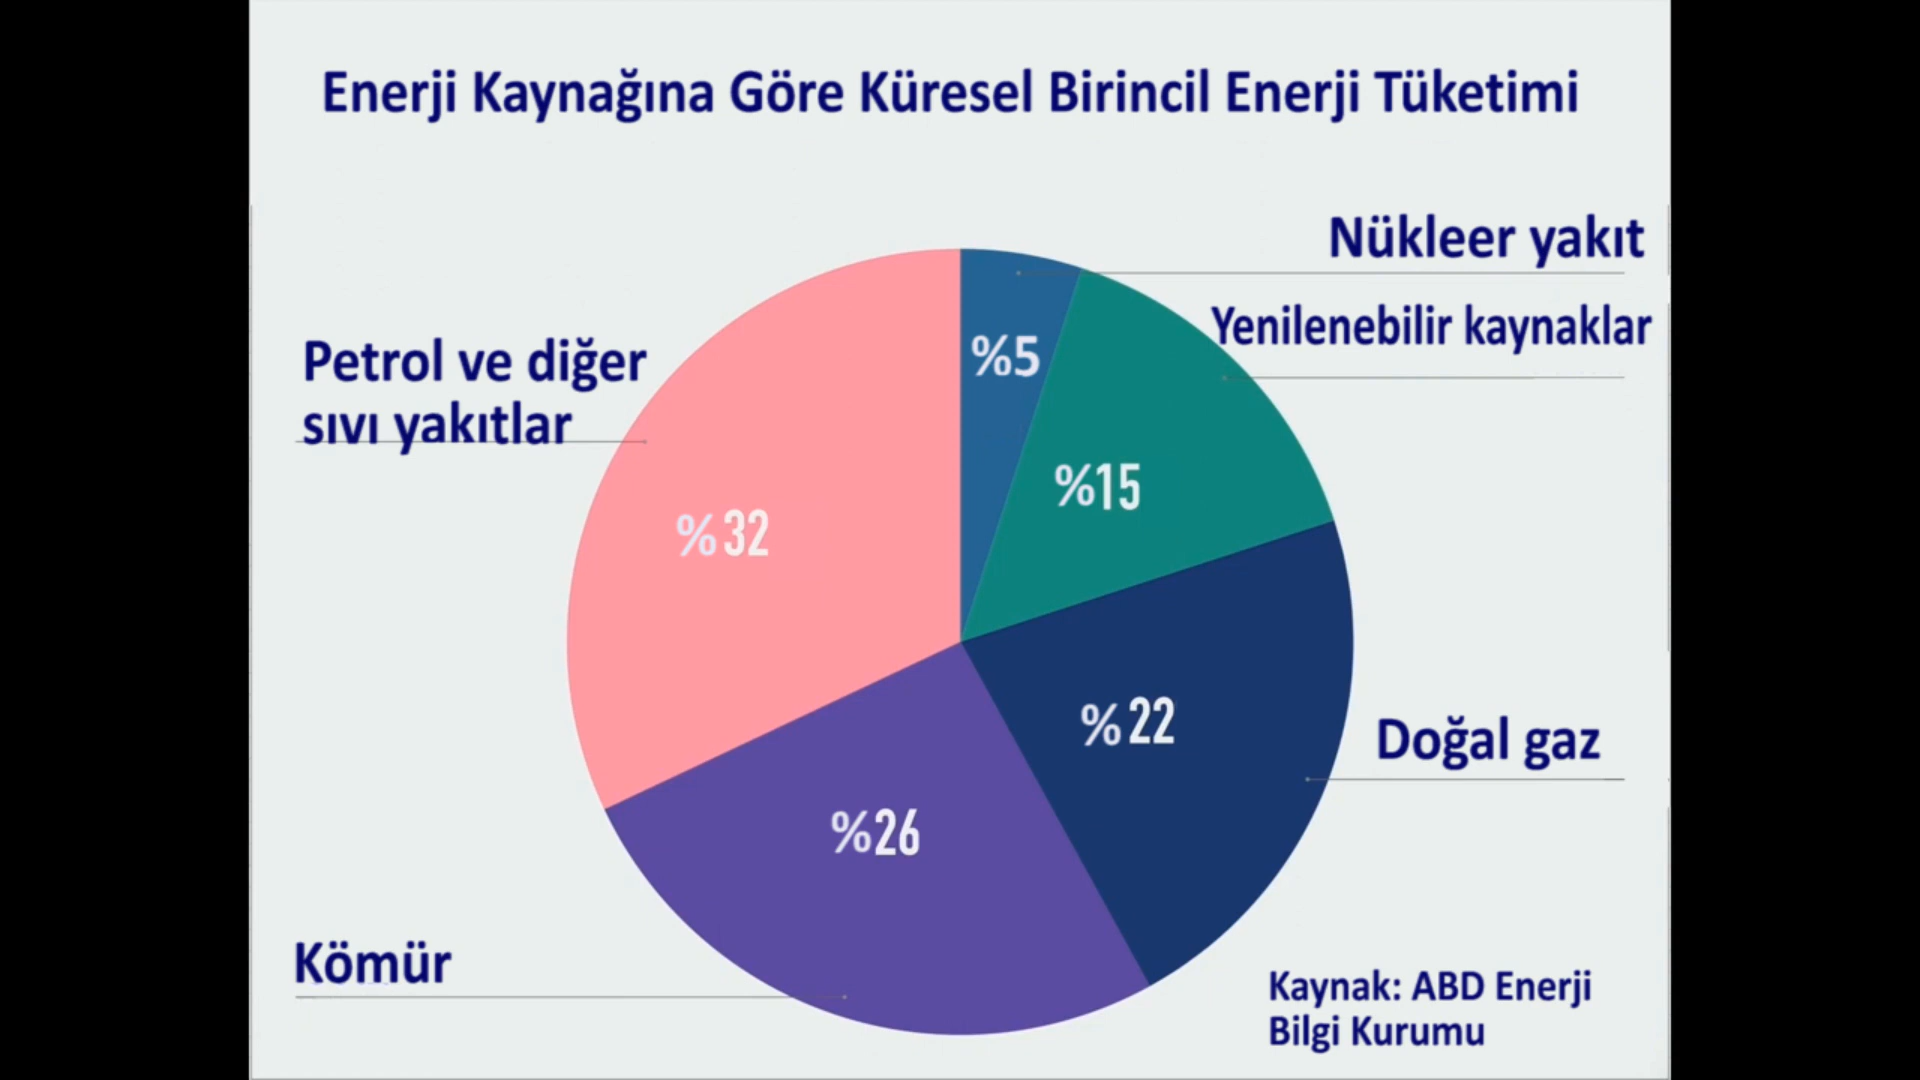 Enerji Kaynağına Göre Küresel Birincil Enerji Tüketimi
Nükleer yakıt
Yenilenebilir kaynaklar
Petrol ve diğer
sıvı yakıtlar
%5
%15
%32
%22
Doğal gaz
%26
Kömür
Kaynak: ABD Enerji
Bilgi Kurumu